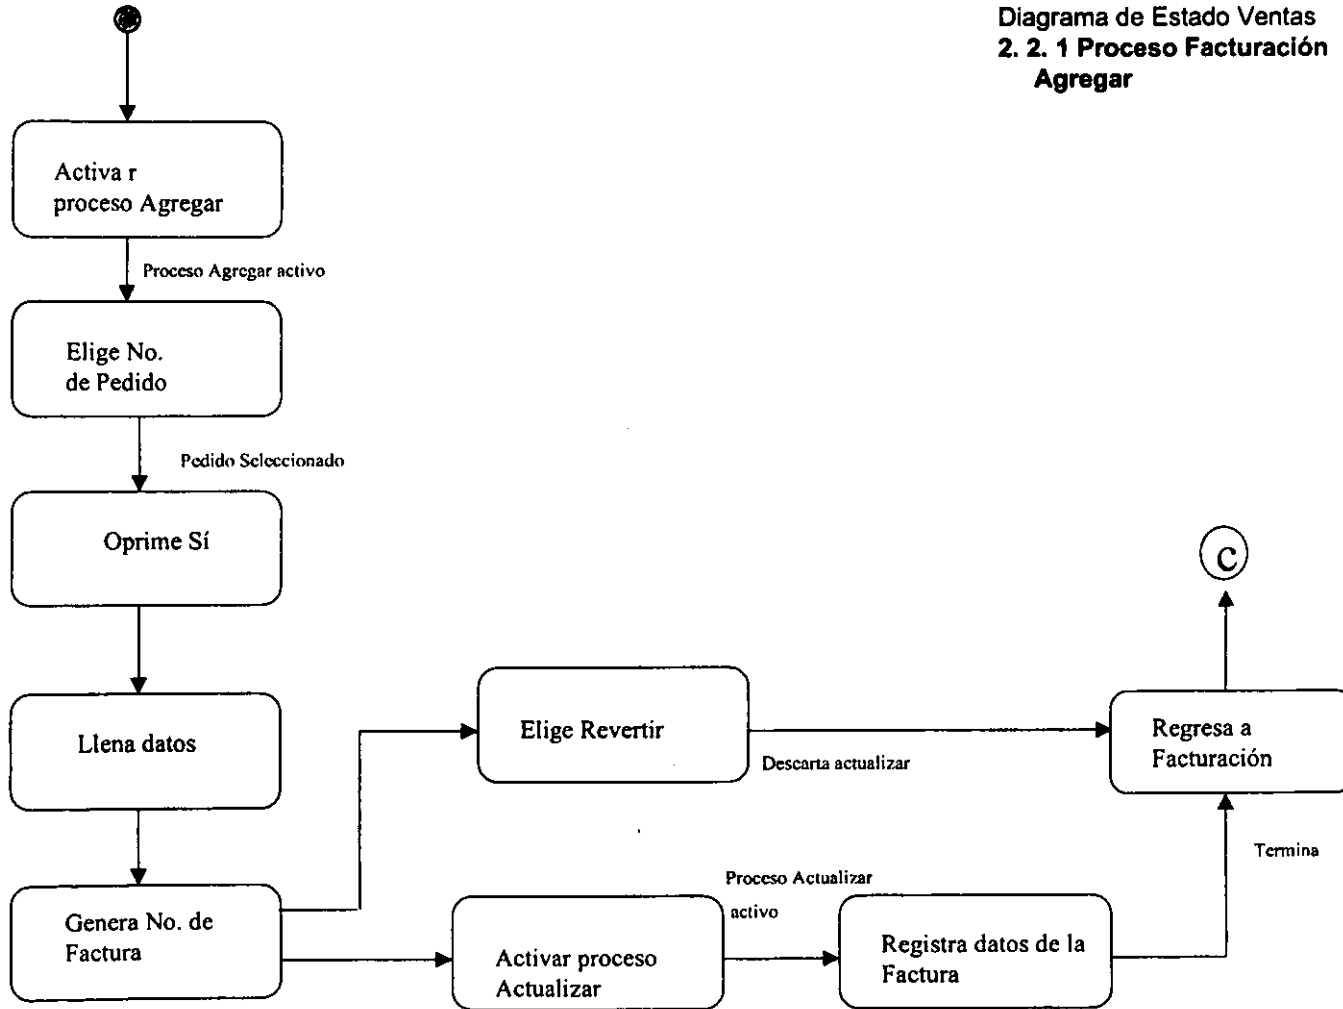 Diagrama de Estado Ventas
2. 2. 1 Proceso Facturación
Agregar
Activa r
proceso Agregar
Proceso Agregar activo
Elige No.
de Pedido
Pedido Seleccionado
Oprime Sí
Llena datos
Genera No. de
Factura
Elige Revertir
Descarta actualizar
Activar proceso
Actualizar
Proceso Actualizar
activo
Registra datos de la
Factura
Termina
Regresa a
Facturación
C